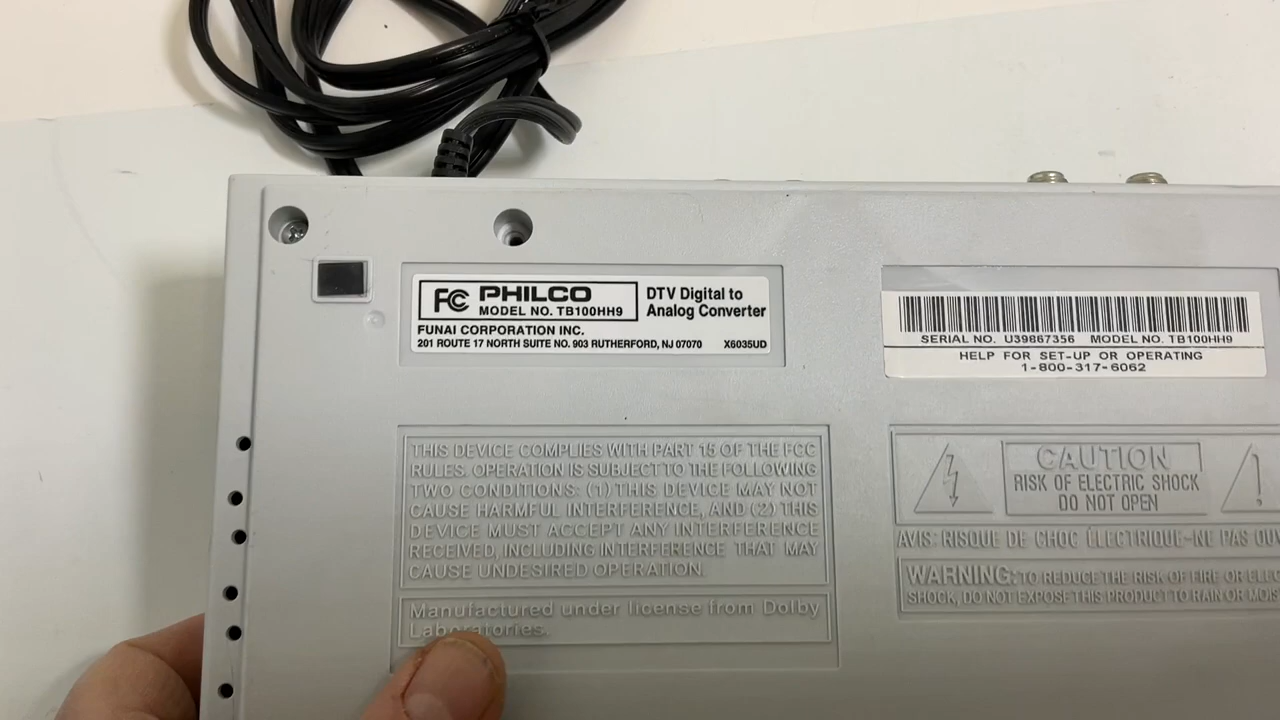 FC PHILCO
MODEL NO. TB100HH9
DTV Digital to
Analog Converter
FUNAI CORPORATION INC.
201 ROUTE 17 NORTH SUITE NO. 903 RUTHERFORD, NJ 07070 X6035UD
SERIAL NO. U39867356 MODEL NO. TB100HH9
HELP FOR SET-UP OR OPERATING
1-800-317-6062
THIS DEVICE COMPLIES WITH PART 15 OF THE FCC
RULES. OPERATION IS SUBJECT TO THE FOLLOWING
TWO CONDITIONS: (1) THIS DEVICE MAY NOT
CAUSE HARMFUL INTERFERENCE, AND (2) THIS
DEVICE MUST ACCEPT ANY INTERFERENCE
RECEIVED, INCLUDING INTERFERENCE THAT MAY
CAUSE UNDESIRED OPERATION.
Manufactured under license from Dolby
Laboratories.
CAUTION
RISK OF ELECTRIC SHOCK
DO NOT OPEN
AVIS: RISQUE DE CHOC ÉLECTRIQUE-NE PAS OUV
WARNING: TO REDUCE THE RISK OF FIRE OR ELEC
SHOCK, DO NOT EXPOSE THIS PRODUCT TO RAIN OR MOIS